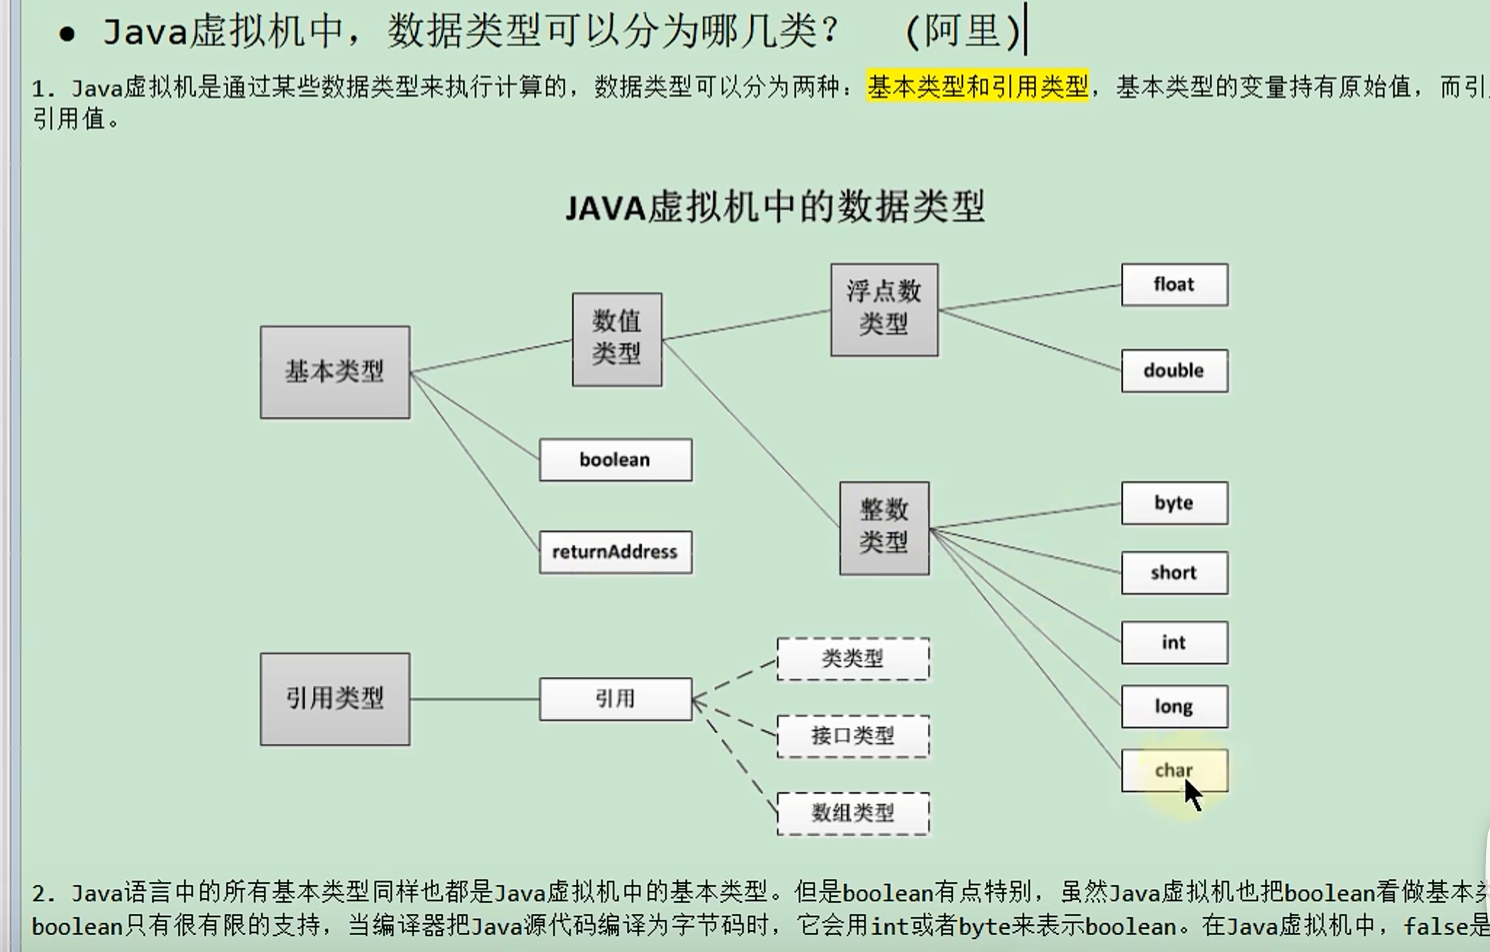 ● Java虚拟机中，数据类型可以分为哪几类？ （阿里）
1. Java虚拟机是通过某些数据类型来执行计算的，数据类型可以分为两种：基本类型和引用类型，基本类型的变量持有原始值，而引
引用值。
JAVA虚拟机中的数据类型
基本类型
数值
类型
浮点数
类型
float
double
boolean
returnAddress
整数
类型
byte
short
int
long
char
引用类型
引用
类类型
接口类型
数组类型
2. Java语言中的所有基本类型同样也都是Java虚拟机中的基本类型。但是boolean有点特别，虽然Java虚拟机也把boolean看做基本
boolean只有很有限的支持，当编译器把Java源代码编译为字节码时，它会用int或者byte来表示boolean。在Java虚拟机中，false是